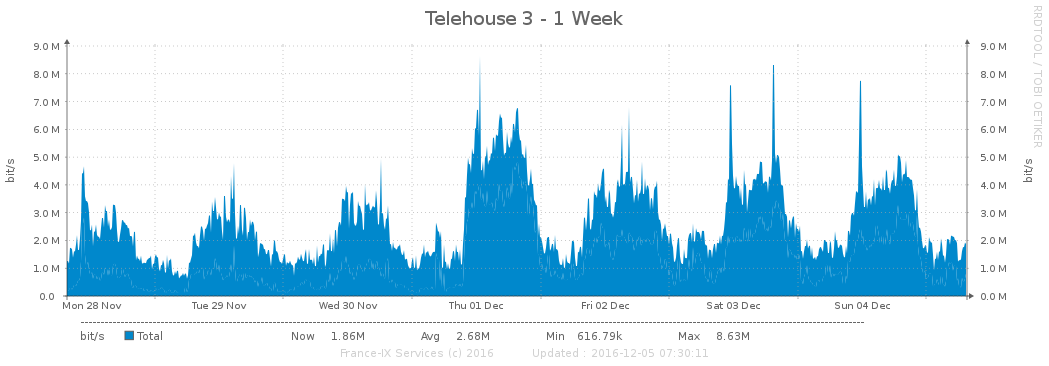 Telehouse 3 - 1 Week
RRDTOOL / TOBI OETIKER
bit/s
9.0 M
8.0 M
7.0 M
6.0 M
5.0 M
4.0 M
3.0 M
2.0 M
1.0 M
0.0
9.0 M
8.0 M
7.0 M
6.0 M
5.0 M
4.0 M
3.0 M
2.0 M
1.0 M
0.0 M
bit/s
Mon 28 Nov Tue 29 Nov Wed 30 Nov Thu 01 Dec Fri 02 Dec Sat 03 Dec Sun 04 Dec
bit/s Total Now 1.86M Avg 2.68M Min 616.79k Max 8.63M
France-IX Services (c) 2016 Updated : 2016-12-05 07:30:11